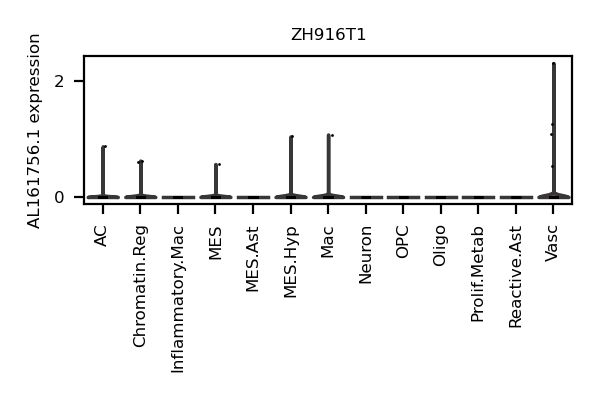 ZH916T1
AL161756.1 expression
2
0
AC
Chromatin.Reg
Inflammatory.Mac
MES
MES.Ast
MES.Hyp
Mac
Neuron
OPC
Oligo
Prolif.Metab
Reactive.Ast
Vasc